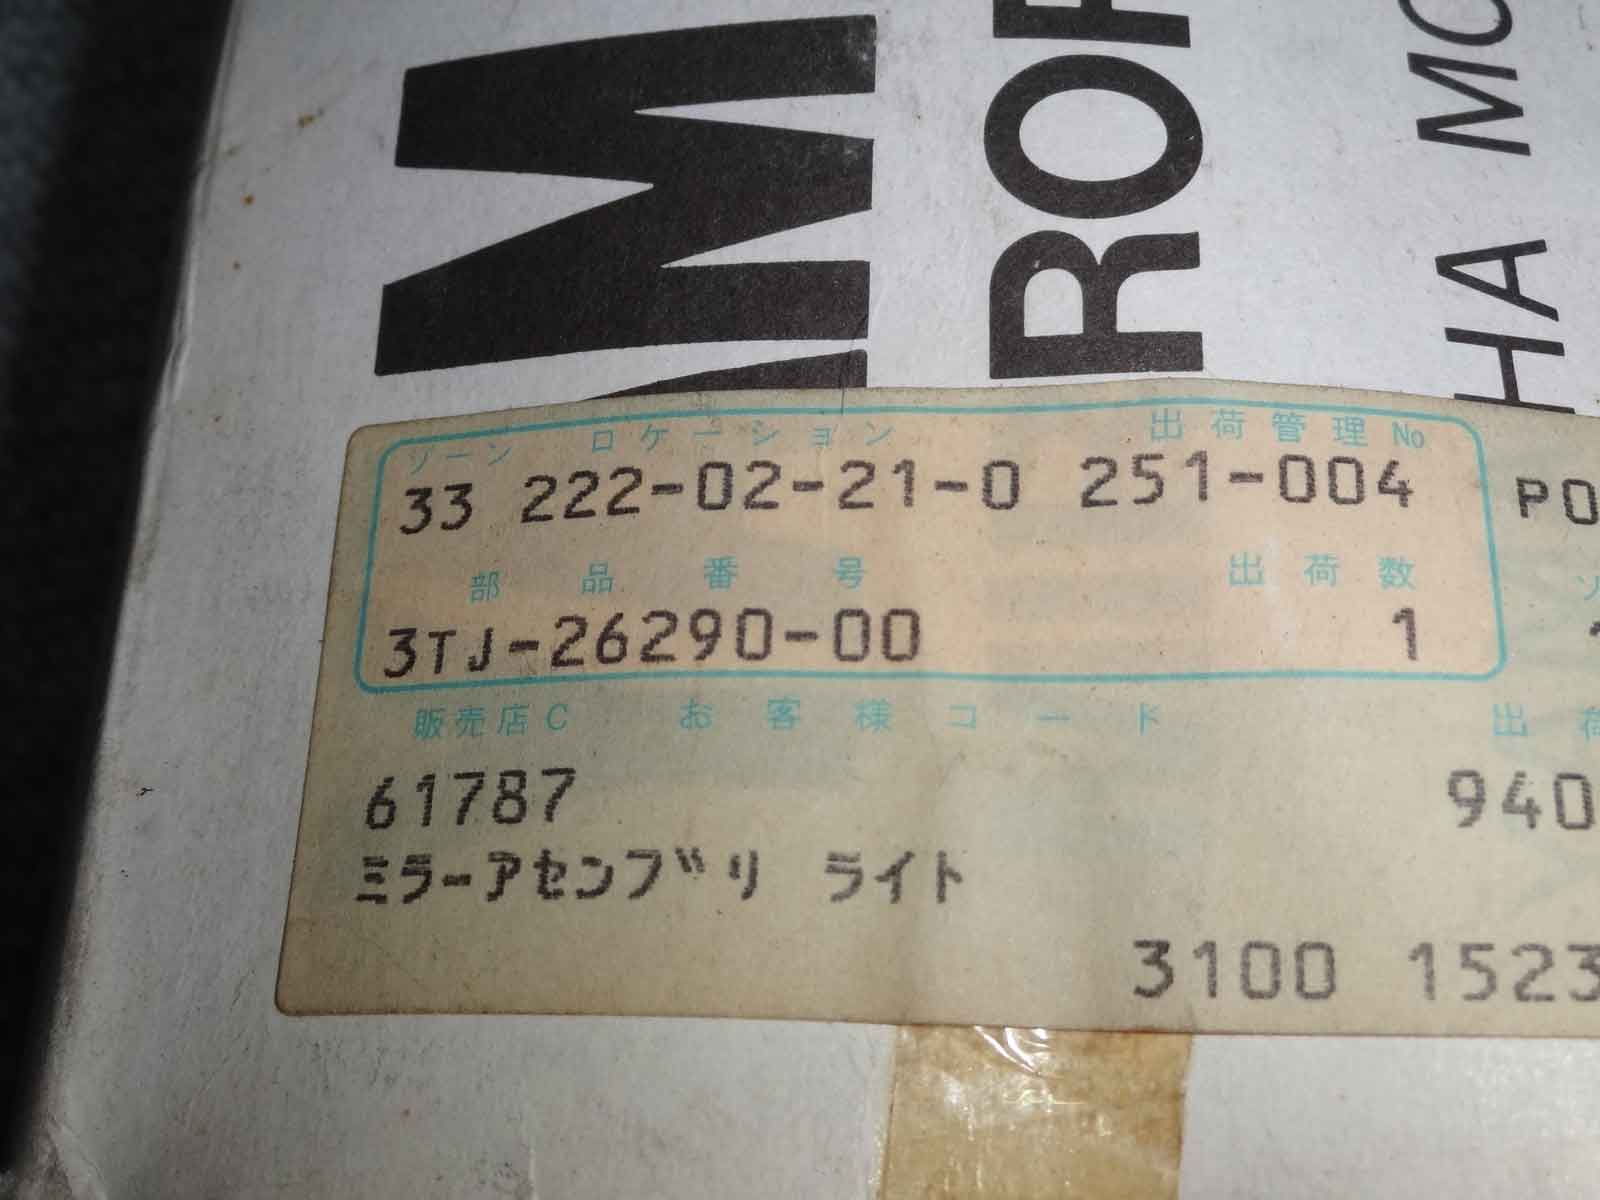 M
ROR
HA MO
ゾーン ロケーション 出荷管理No
33 222-02-21-0 251-004
部品番号 出荷数
3TJ-26290-00 1
販売店C お客様コード 出荷
61787 940
ミラーアセンブリ ライト
3100 1523
PO